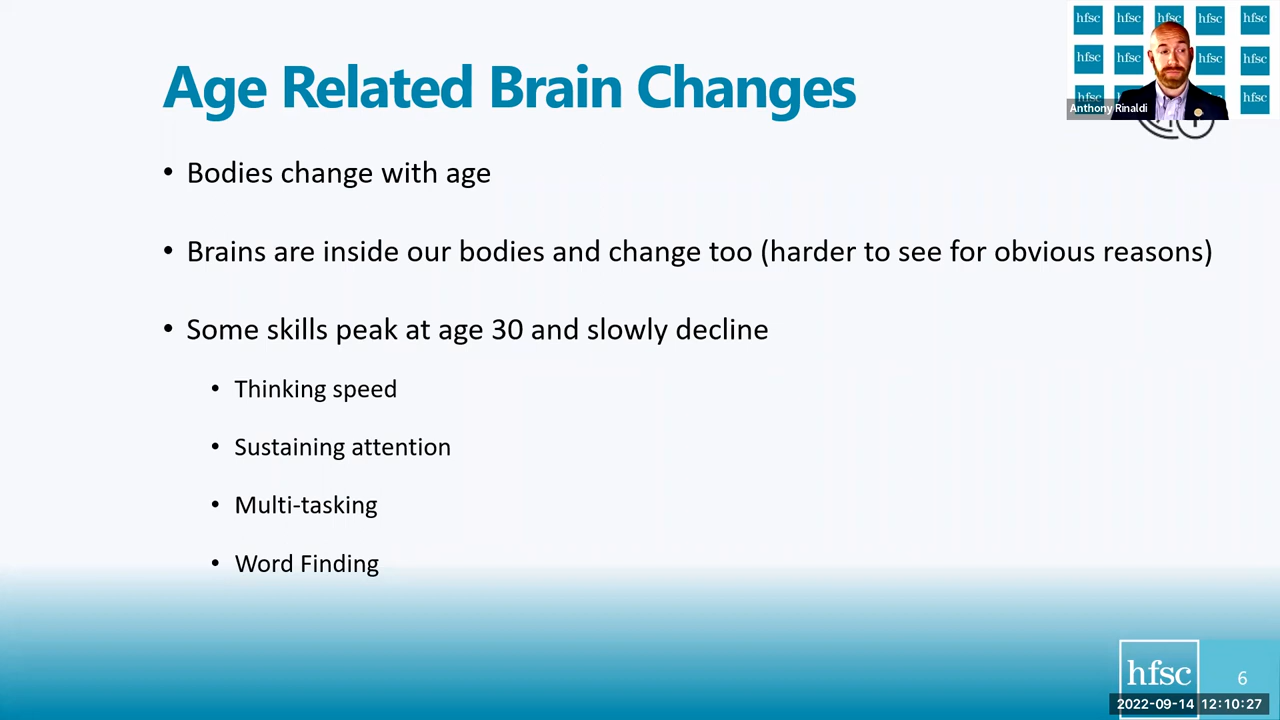 hfsc hfsc hfsc hfsc hfsc
hfsc hfsc hfsc hfsc
hfsc hfsc hfsc hfsc
Anthony Rinaldi
Age Related Brain Changes
• Bodies change with age
• Brains are inside our bodies and change too (harder to see for obvious reasons)
• Some skills peak at age 30 and slowly decline
• Thinking speed
• Sustaining attention
• Multi-tasking
• Word Finding
hfsc
6
2022-09-14 12:10:27